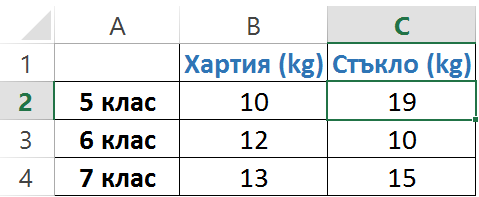 A B C
1 Хартия (kg) Стъкло (kg)
2 5 клас 10 19
3 6 клас 12 10
4 7 клас 13 15